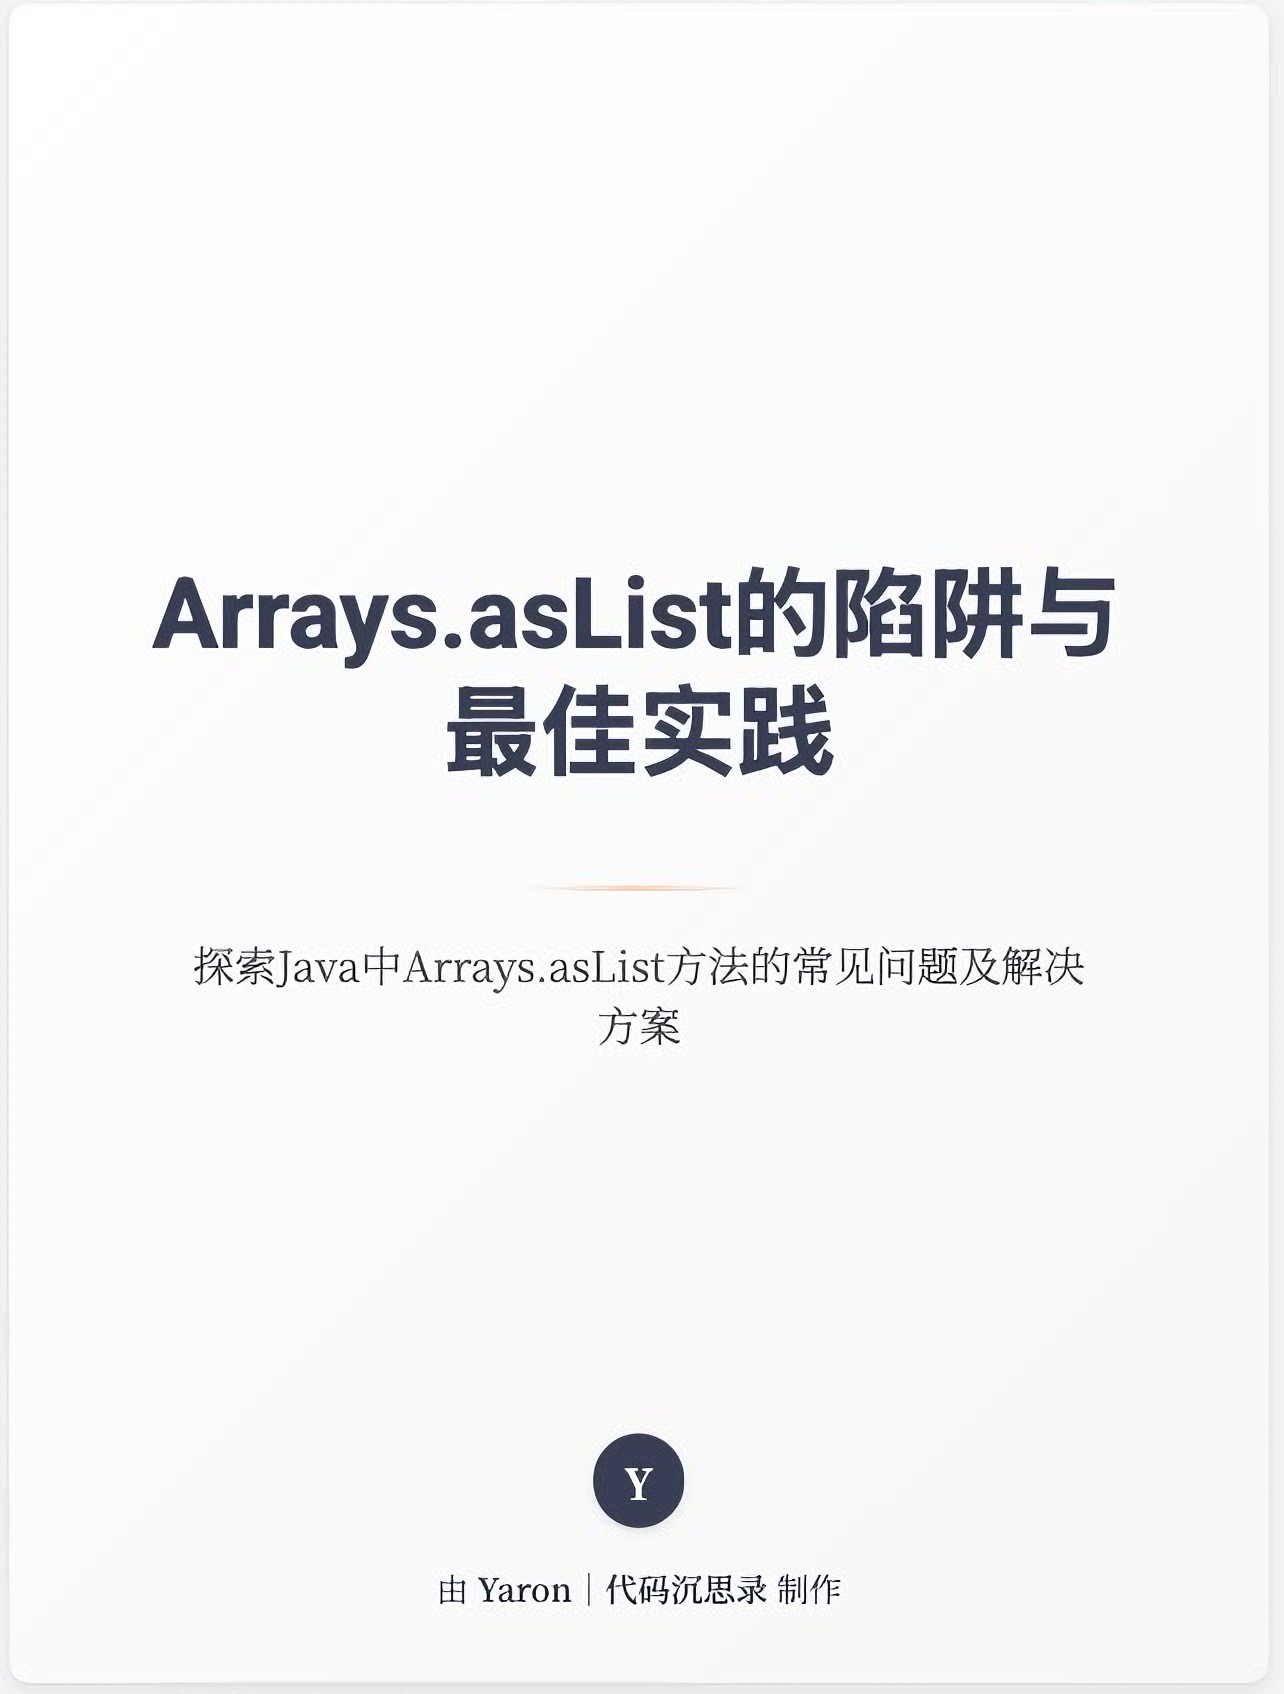 Arrays.asList的陷阱与
最佳实践
探索Java中Arrays.asList方法的常见问题及解决
方案
Y
由 Yaron｜代码沉思录 制作